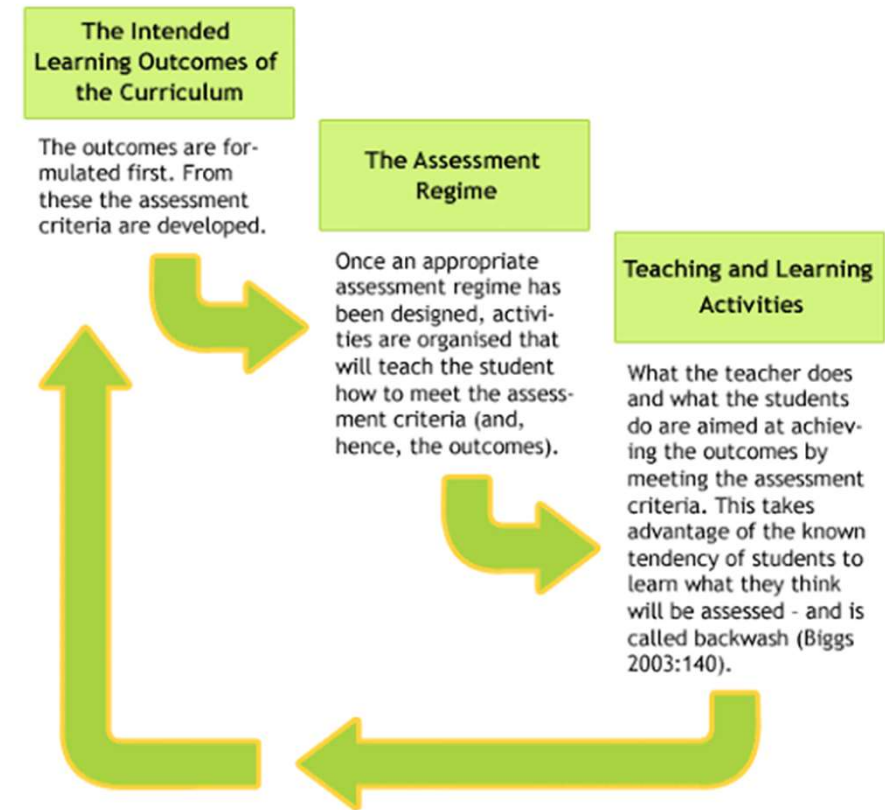 The Intended
Learning Outcomes of
the Curriculum
The outcomes are for-
mulated first. From
these the assessment
criteria are developed.
The Assessment
Regime
Once an appropriate
assessment regime has
been designed, activi-
ties are organised that
will teach the student
how to meet the assess-
ment criteria (and,
hence, the outcomes).
Teaching and Learning
Activities
What the teacher does
and what the students
do are aimed at achiev-
ing the outcomes by
meeting the assessment
criteria. This takes
advantage of the known
tendency of students to
learn what they think
will be assessed - and is
called backwash (Biggs
2003:140).